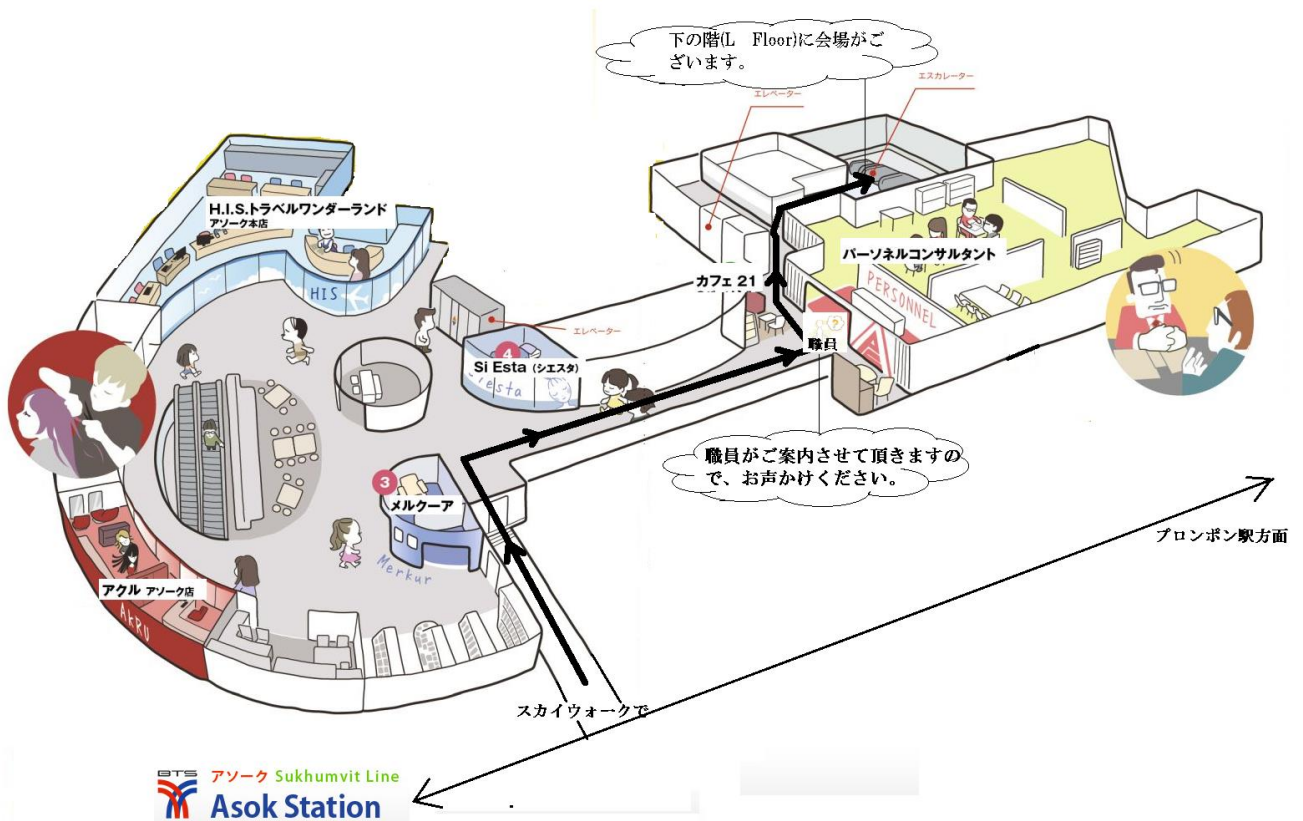 下の階(L Floor)に会場がご
ざいます。
エスカレーター
エレベーター
H.I.S.トラベルワンダーランド
アソーク本店
HIS
パーソネルコンサルタント
PERSONNEL
カフェ 21
エレベーター
?
職員
4
Si Esta (シエスタ)
Siesta
職員がご案内させて頂きますの
で、お声かけください。
3
メルクーア
Merkur
プロンポン駅方面
アクル アソーク店
AKRU
スカイウォークで
BTS
アソーク Sukhumvit Line
Asok Station